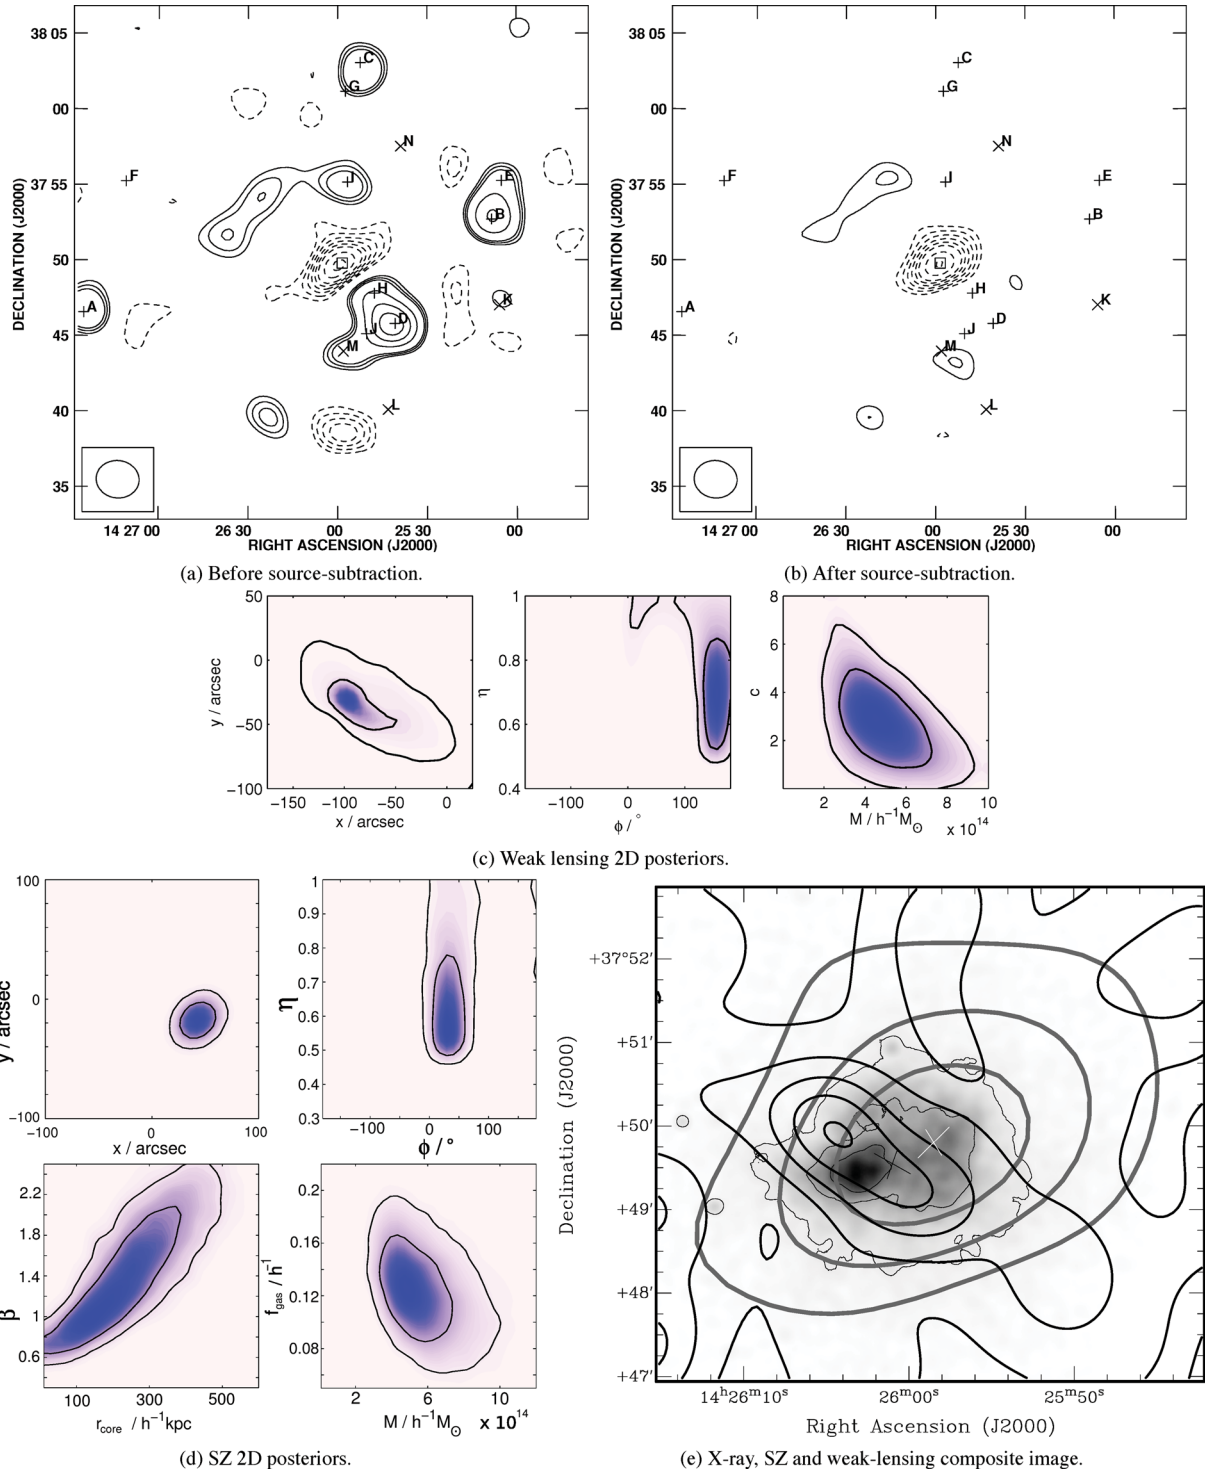 38 05
C
G
00
N
F
I
E
37 55
B
50
H
A
K
D
J
45
M
L
40
35
14 27 00
26 30
00
25 30
00
DECLINATION (J2000)
RIGHT ASCENSION (J2000)
(a) Before source-subtraction.
38 05
C
G
00
N
F
I
E
37 55
B
50
H
A
K
D
J
45
M
L
40
35
14 27 00
26 30
00
25 30
00
DECLINATION (J2000)
RIGHT ASCENSION (J2000)
(b) After source-subtraction.
50
0
−50
−100
y / arcsec
−150
−100
−50
0
x / arcsec
1
0.8
0.6
0.4
η
−100
0
100
ϕ / °
8
6
4
2
c
2
4
6
8
10
M / h⁻¹M⊙
x 10¹⁴
(c) Weak lensing 2D posteriors.
100
0
−100
y / arcsec
−100
0
100
x / arcsec
1
0.9
0.8
0.7
0.6
0.5
0.4
0.3
η
−100
0
100
ϕ / °
2.2
1.8
1.4
1
0.6
β
100
300
500
r_core / h⁻¹kpc
0.2
0.16
0.12
0.08
f_gas / h⁻¹
2
6
10
M / h⁻¹M⊙
x 10¹⁴
(d) SZ 2D posteriors.
+37°52′
+51′
+50′
+49′
+48′
+47′
Declination (J2000)
14ʰ26ᵐ10ˢ
26ᵐ00ˢ
25ᵐ50ˢ
Right Ascension (J2000)
(e) X-ray, SZ and weak-lensing composite image.